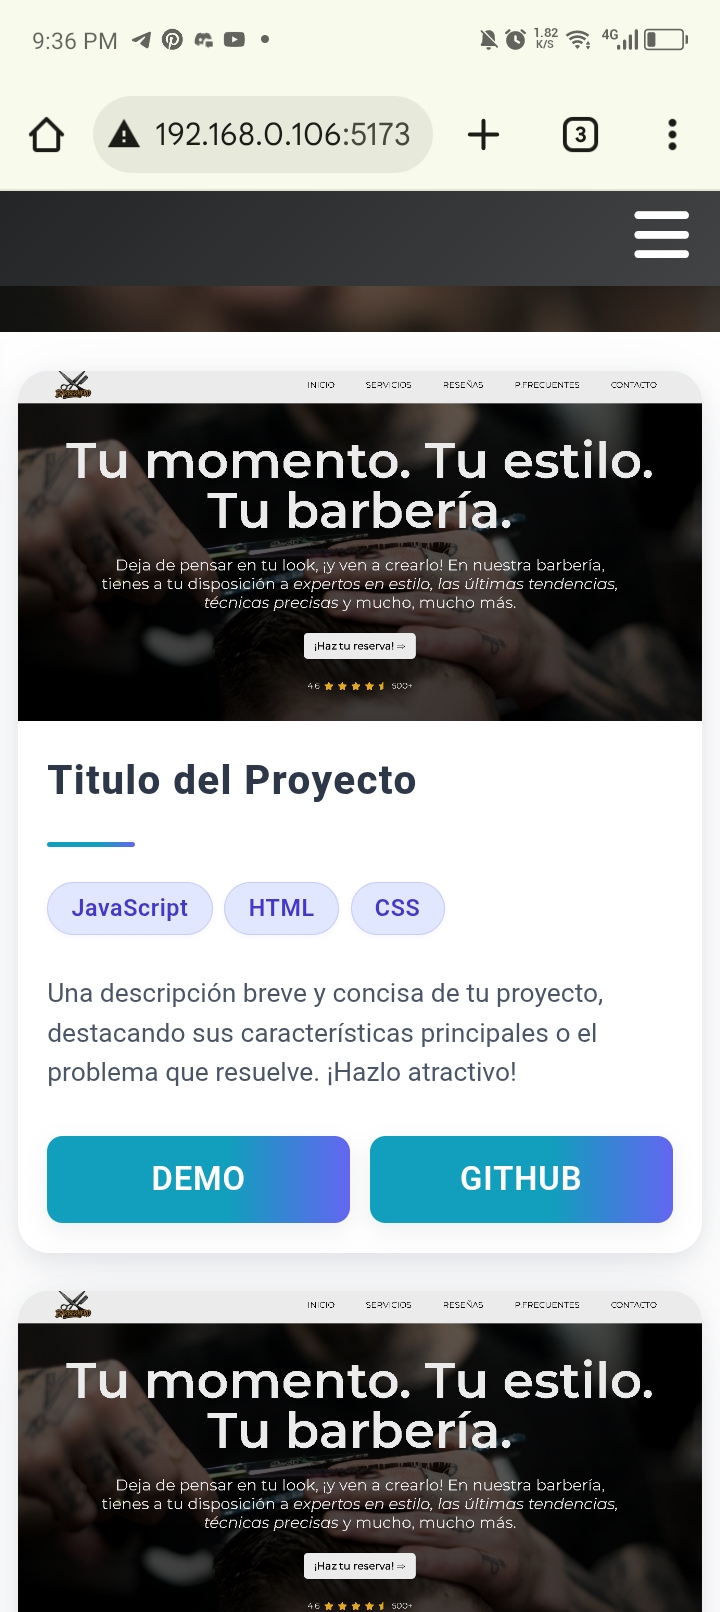 9:36 PM
1.82
K/S
4G
192.168.0.106:5173
3
INICIO SERVICIOS RESEÑAS P.FRECUENTES CONTACTO
Tu momento. Tu estilo.
Tu barbería.
Deja de pensar en tu look, ¡y ven a crearlo! En nuestra barbería,
tienes a tu disposición a expertos en estilo, las últimas tendencias,
técnicas precisas y mucho, mucho más.
¡Haz tu reserva! ⇨
4.6 500+
Titulo del Proyecto
JavaScript HTML CSS
Una descripción breve y concisa de tu proyecto,
destacando sus características principales o el
problema que resuelve. ¡Hazlo atractivo!
DEMO GITHUB
INICIO SERVICIOS RESEÑAS P.FRECUENTES CONTACTO
Tu momento. Tu estilo.
Tu barbería.
Deja de pensar en tu look, ¡y ven a crearlo! En nuestra barbería,
tienes a tu disposición a expertos en estilo, las últimas tendencias,
técnicas precisas y mucho, mucho más.
¡Haz tu reserva! ⇨
4.6 500+